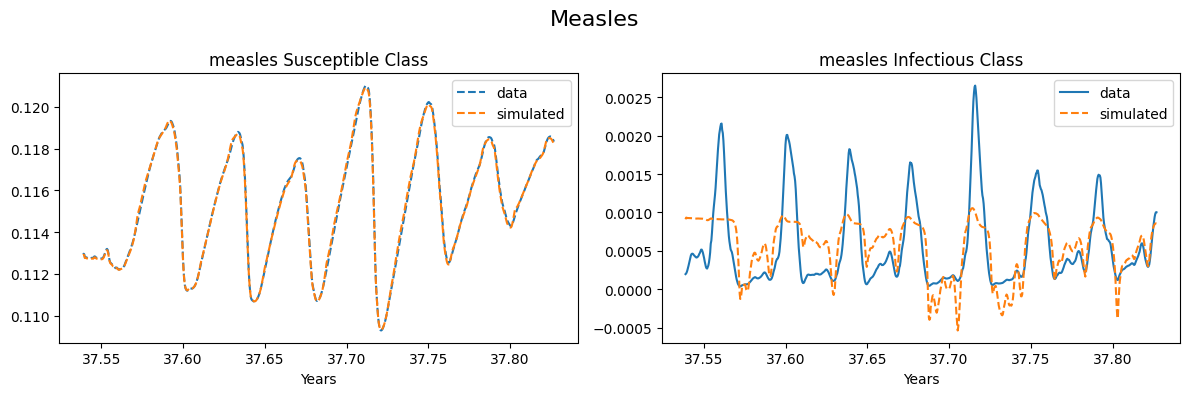 Measles
measles Susceptible Class
data
simulated
0.120
0.118
0.116
0.114
0.112
0.110
37.55 37.60 37.65 37.70 37.75 37.80
Years
measles Infectious Class
data
simulated
0.0025
0.0020
0.0015
0.0010
0.0005
0.0000
−0.0005
37.55 37.60 37.65 37.70 37.75 37.80
Years